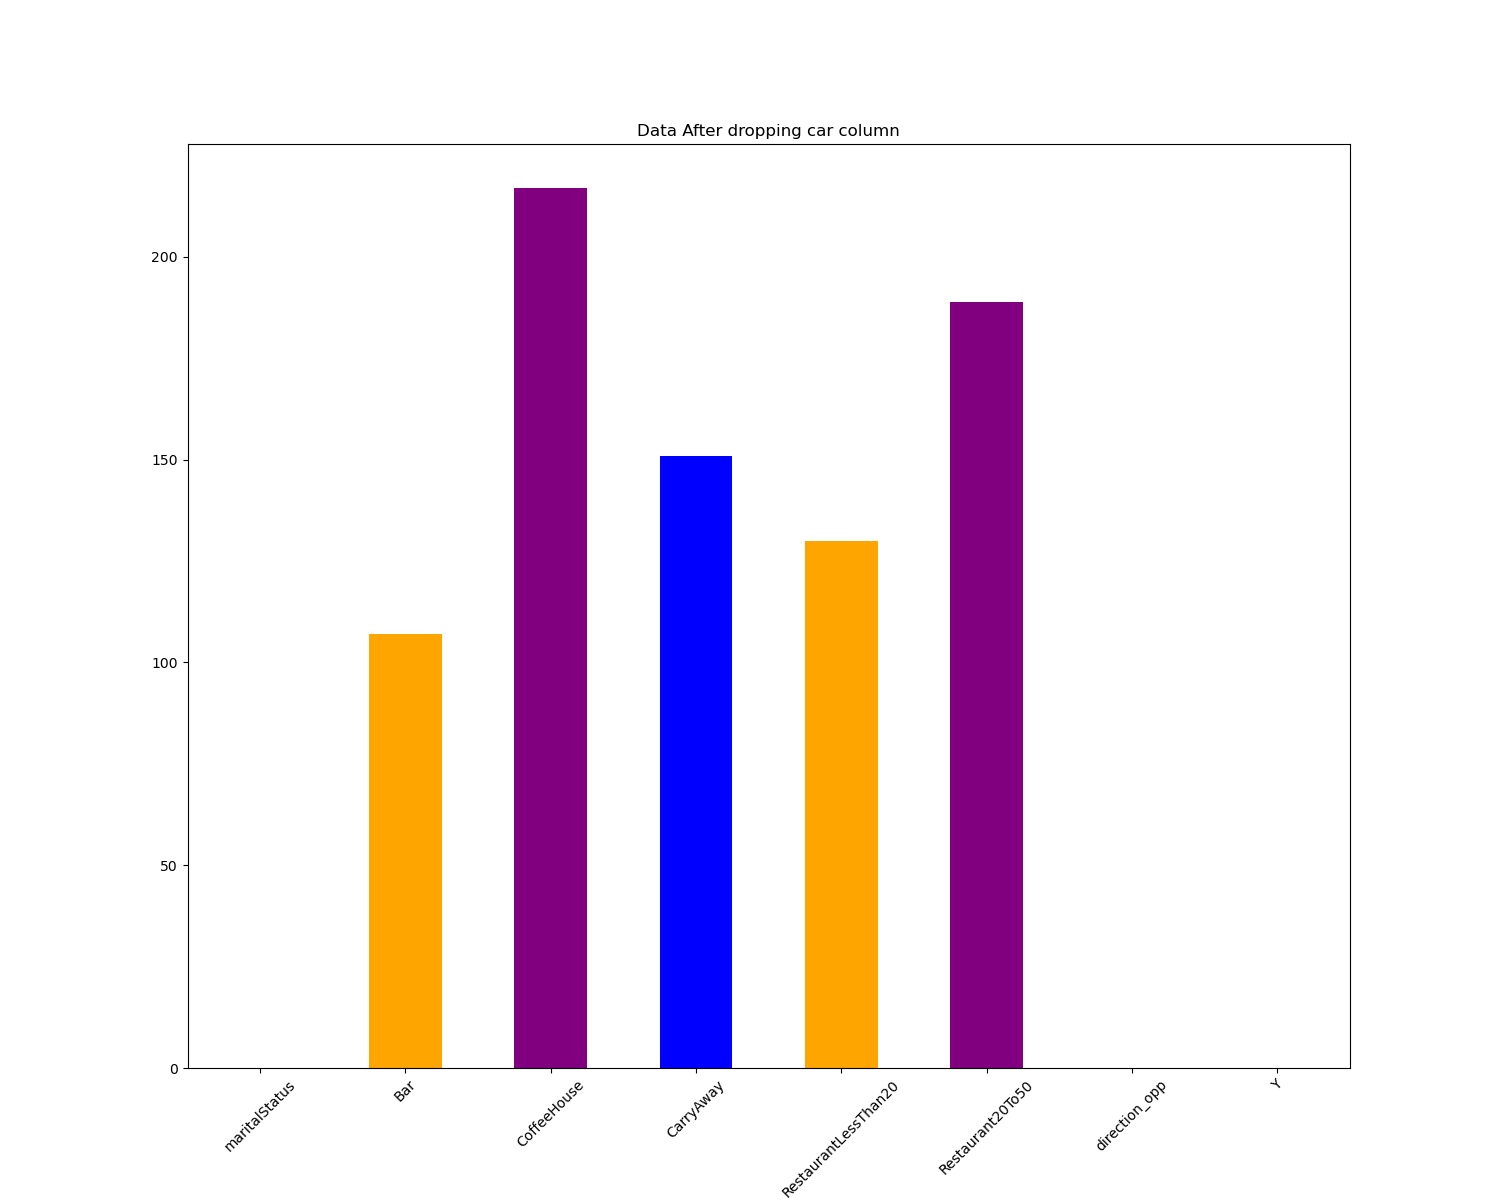 Data After dropping car column
200
150
100
50
0
maritalStatus
Bar
CoffeeHouse
CarryAway
RestaurantLessThan20
Restaurant20To50
direction_opp
Y